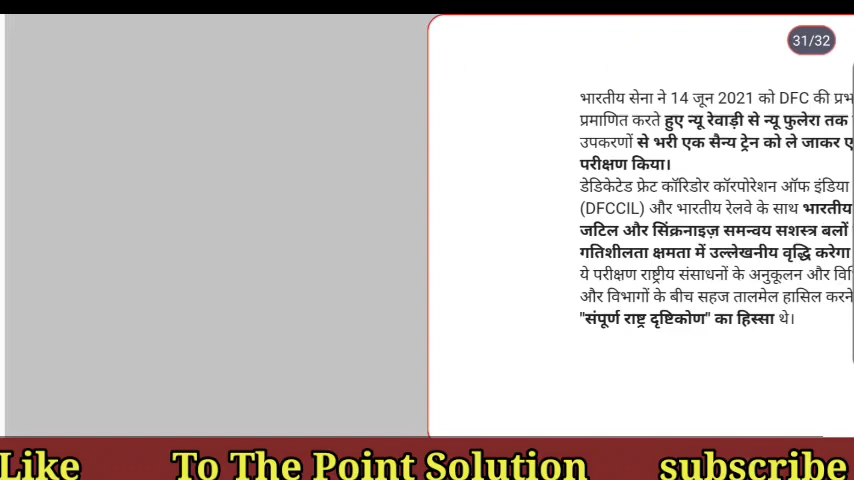 31/32
भारतीय सेना ने 14 जून 2021 को DFC की
प्रमाणित करते हुए न्यू रेवाड़ी से न्यू फुलेरा तक
उपकरणों से भरी एक सैन्य ट्रेन को ले जाकर
परीक्षण किया।
डेडिकेटेड फ्रेट कॉरिडोर कॉरपोरेशन ऑफ इंडिया
(DFCCIL) और भारतीय रेलवे के साथ भारतीय
जटिल और सिंक्रनाइज़ समन्वय सशस्त्र बलों
गतिशीलता क्षमता में उल्लेखनीय वृद्धि करेगा
ये परीक्षण राष्ट्रीय संसाधनों के अनुकूलन और
और विभागों के बीच सहज तालमेल हासिल करने
"संपूर्ण राष्ट्र दृष्टिकोण" का हिस्सा थे।
Like To The Point Solution subscribe